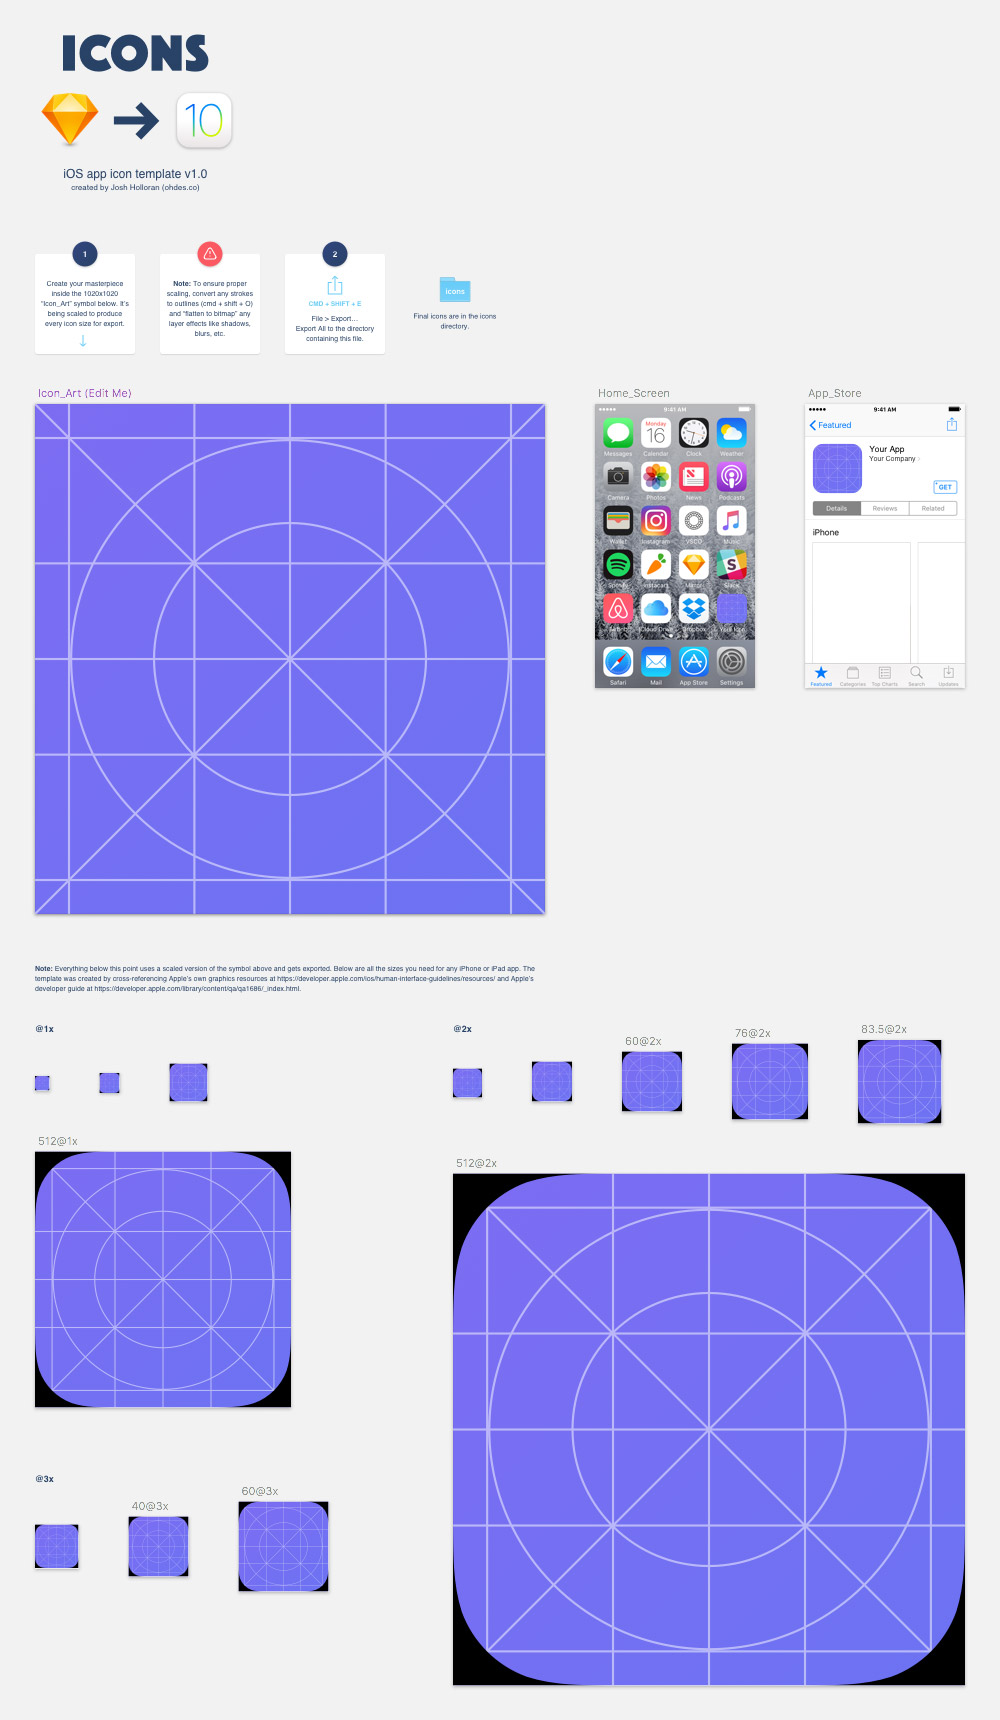 ICONS
10
iOS app icon template v1.0
created by Josh Holloran (ohdes.co)
1
Create your masterpiece
inside the 1020x1020
"Icon_Art" symbol below. It's
being scaled to produce
every icon size for export.
Note: To ensure proper
scaling, convert any strokes
to outlines (cmd + shift + O)
and "flatten to bitmap" any
layer effects like shadows,
blurs, etc.
2
CMD + SHIFT + E
File > Export...
Export All to the directory
containing this file.
icons
Final icons are in the icons
directory.
Icon_Art (Edit Me)
Home_Screen
9:41 AM
Monday
16
Messages Calendar Clock Weather
Camera Photos News Podcasts
Wallet Instagram VSCO Music
Spotify Instacart Mirror Slack
Airbnb iCloud Drive Dropbox Your Icon
Safari Mail App Store Settings
App_Store
9:41 AM
Featured
Your App
Your Company
GET
Details Reviews Related
iPhone
Featured Categories Top Charts Search Updates
Note: Everything below this point uses a scaled version of the symbol above and gets exported. Below are all the sizes you need for any iPhone or iPad app. The
template was created by cross-referencing Apple's own graphics resources at https://developer.apple.com/ios/human-interface-guidelines/resources/ and Apple's
developer guide at https://developer.apple.com/library/content/qa/qa1686/_index.html.
@1x
512@1x
@2x
60@2x
76@2x
83.5@2x
512@2x
@3x
40@3x
60@3x